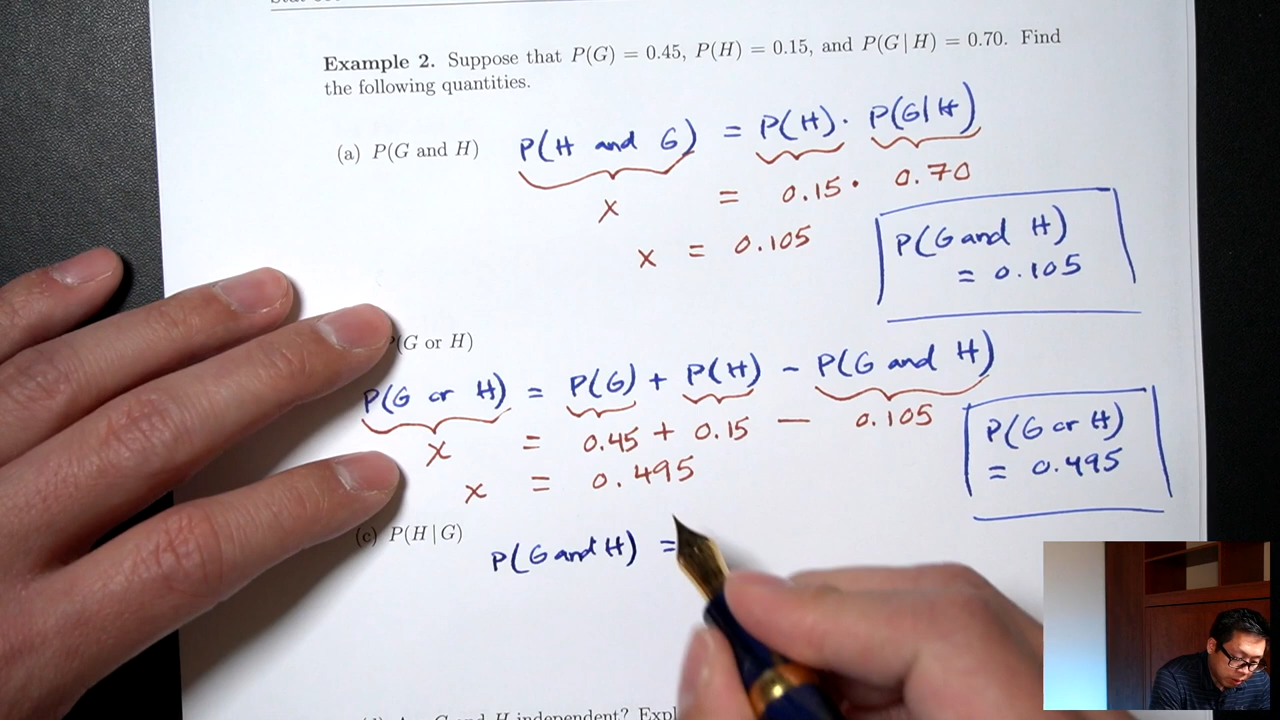 Example 2. Suppose that P(G) = 0.45, P(H) = 0.15, and P(G | H) = 0.70. Find
the following quantities.
(a) P(G and H)
P(H and G) = P(H) · P(G|H)
x = 0.15 · 0.70
x = 0.105
P(G and H)
= 0.105
(G or H)
P(G or H) = P(G) + P(H) - P(G and H)
x = 0.45 + 0.15 - 0.105
x = 0.495
P(G or H)
= 0.495
(c) P(H | G)
P(G and H) =
G and H independent?